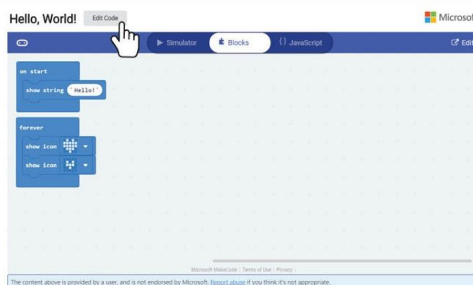 Hello, World! Edit Code Microsof
Simulator Blocks {} JavaScript Edit
on start
show string "Hello!"
forever
show icon
show icon
Microsoft MakeCode | Terms of Use | Privacy
The content above is provided by a user, and is not endorsed by Microsoft. Report abuse if you think it's not appropriate.